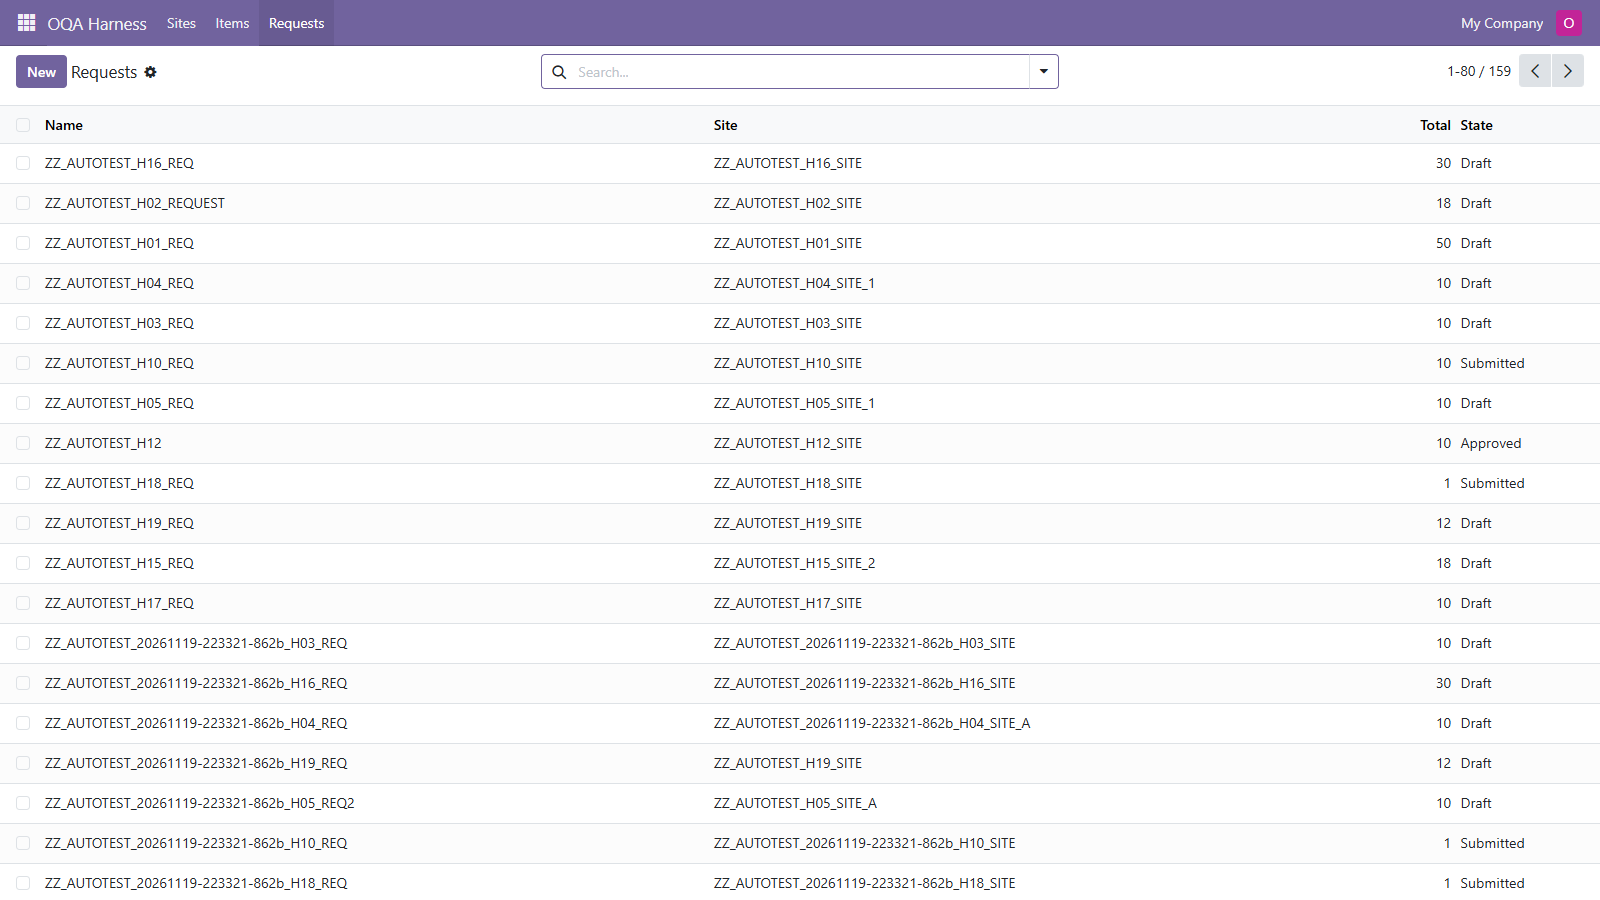 OQA Harness Sites Items Requests My Company O
New Requests Search... 1-80 / 159
Name Site Total State
ZZ_AUTOTEST_H16_REQ ZZ_AUTOTEST_H16_SITE 30 Draft
ZZ_AUTOTEST_H02_REQUEST ZZ_AUTOTEST_H02_SITE 18 Draft
ZZ_AUTOTEST_H01_REQ ZZ_AUTOTEST_H01_SITE 50 Draft
ZZ_AUTOTEST_H04_REQ ZZ_AUTOTEST_H04_SITE_1 10 Draft
ZZ_AUTOTEST_H03_REQ ZZ_AUTOTEST_H03_SITE 10 Draft
ZZ_AUTOTEST_H10_REQ ZZ_AUTOTEST_H10_SITE 10 Submitted
ZZ_AUTOTEST_H05_REQ ZZ_AUTOTEST_H05_SITE_1 10 Draft
ZZ_AUTOTEST_H12 ZZ_AUTOTEST_H12_SITE 10 Approved
ZZ_AUTOTEST_H18_REQ ZZ_AUTOTEST_H18_SITE 1 Submitted
ZZ_AUTOTEST_H19_REQ ZZ_AUTOTEST_H19_SITE 12 Draft
ZZ_AUTOTEST_H15_REQ ZZ_AUTOTEST_H15_SITE_2 18 Draft
ZZ_AUTOTEST_H17_REQ ZZ_AUTOTEST_H17_SITE 10 Draft
ZZ_AUTOTEST_20261119-223321-862b_H03_REQ ZZ_AUTOTEST_20261119-223321-862b_H03_SITE 10 Draft
ZZ_AUTOTEST_20261119-223321-862b_H16_REQ ZZ_AUTOTEST_20261119-223321-862b_H16_SITE 30 Draft
ZZ_AUTOTEST_20261119-223321-862b_H04_REQ ZZ_AUTOTEST_20261119-223321-862b_H04_SITE_A 10 Draft
ZZ_AUTOTEST_20261119-223321-862b_H19_REQ ZZ_AUTOTEST_H19_SITE 12 Draft
ZZ_AUTOTEST_20261119-223321-862b_H05_REQ2 ZZ_AUTOTEST_H05_SITE_A 10 Draft
ZZ_AUTOTEST_20261119-223321-862b_H10_REQ ZZ_AUTOTEST_20261119-223321-862b_H10_SITE 1 Submitted
ZZ_AUTOTEST_20261119-223321-862b_H18_REQ ZZ_AUTOTEST_20261119-223321-862b_H18_SITE 1 Submitted